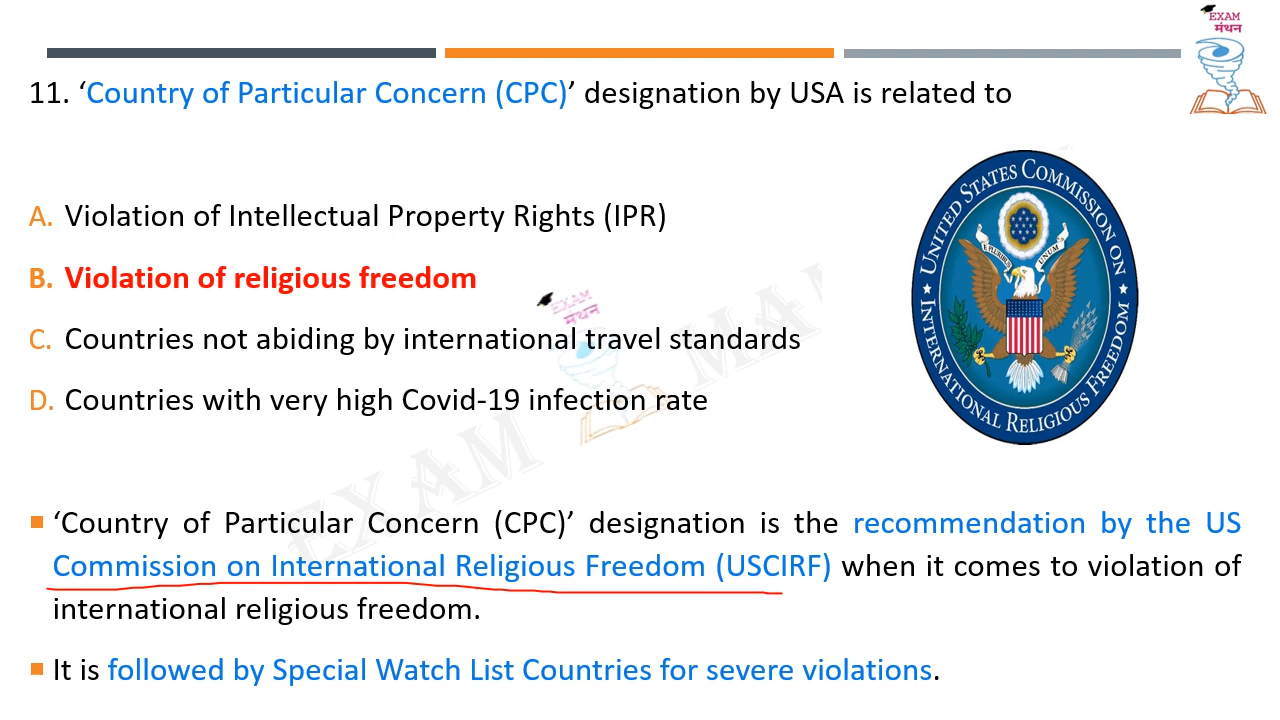 EXAM
मंथन
11. ‘Country of Particular Concern (CPC)’ designation by USA is related to
A. Violation of Intellectual Property Rights (IPR)
B. Violation of religious freedom
C. Countries not abiding by international travel standards
D. Countries with very high Covid-19 infection rate
UNITED STATES COMMISSION ON
INTERNATIONAL RELIGIOUS FREEDOM
E PLURIBUS
UNUM
EXAM
मंथन
EXAM MAN
‘Country of Particular Concern (CPC)’ designation is the recommendation by the US
Commission on International Religious Freedom (USCIRF) when it comes to violation of
international religious freedom.
It is followed by Special Watch List Countries for severe violations.